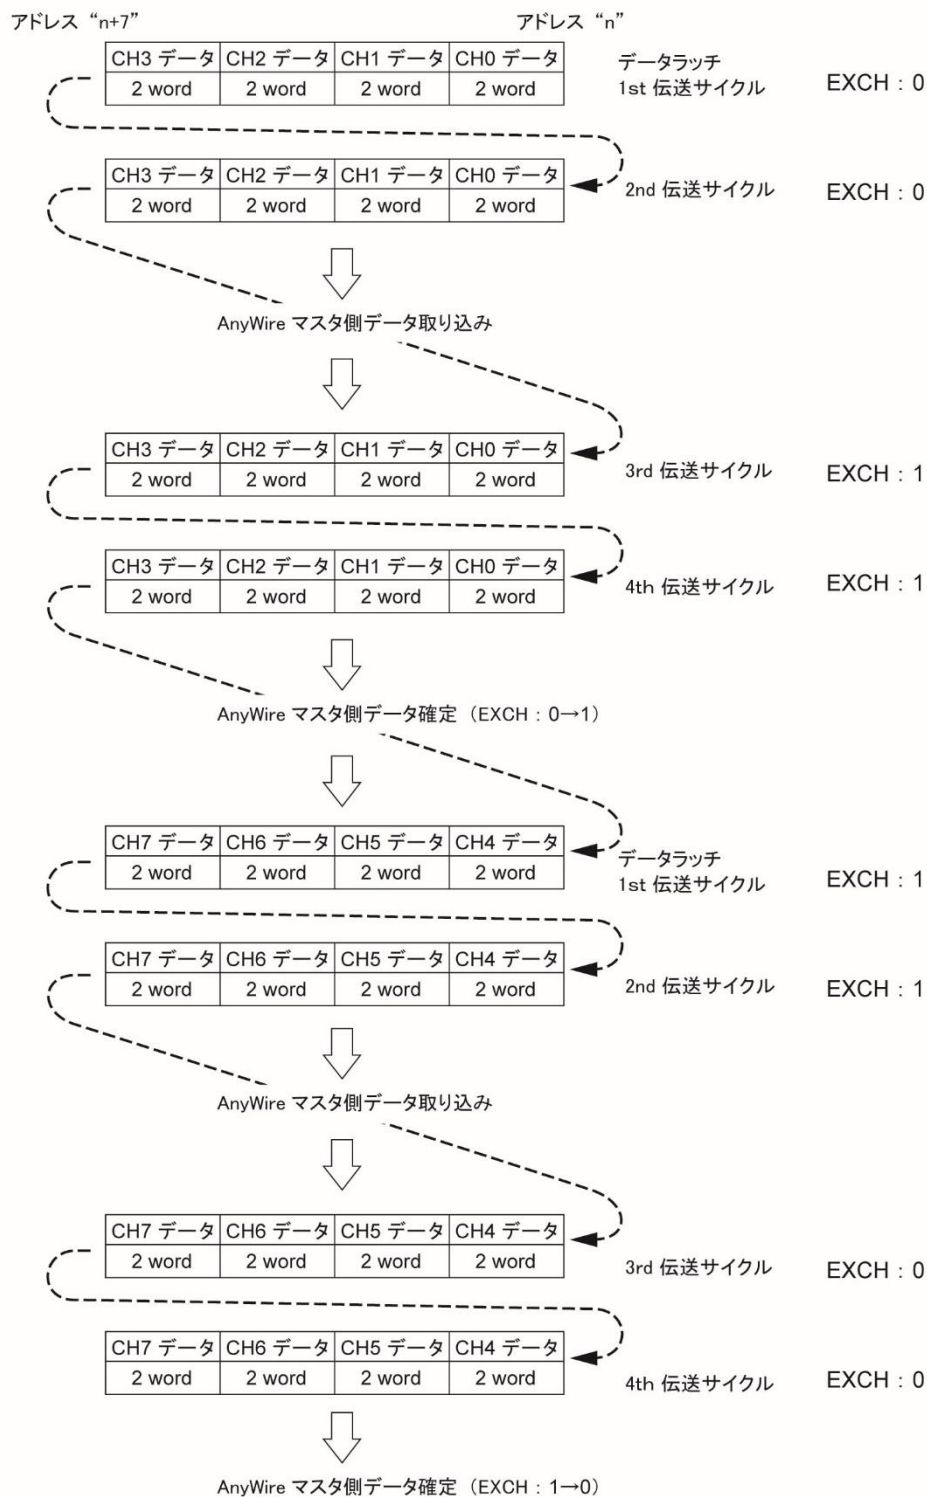 アドレス “n+7” アドレス “n”
CH3 データ CH2 データ CH1 データ CH0 データ
2 word 2 word 2 word 2 word
データラッチ
1st 伝送サイクル EXCH : 0
CH3 データ CH2 データ CH1 データ CH0 データ
2 word 2 word 2 word 2 word
2nd 伝送サイクル EXCH : 0
AnyWire マスタ側データ取り込み
CH3 データ CH2 データ CH1 データ CH0 データ
2 word 2 word 2 word 2 word
3rd 伝送サイクル EXCH : 1
CH3 データ CH2 データ CH1 データ CH0 データ
2 word 2 word 2 word 2 word
4th 伝送サイクル EXCH : 1
AnyWire マスタ側データ確定 (EXCH : 0→1)
CH7 データ CH6 データ CH5 データ CH4 データ
2 word 2 word 2 word 2 word
データラッチ
1st 伝送サイクル EXCH : 1
CH7 データ CH6 データ CH5 データ CH4 データ
2 word 2 word 2 word 2 word
2nd 伝送サイクル EXCH : 1
AnyWire マスタ側データ取り込み
CH7 データ CH6 データ CH5 データ CH4 データ
2 word 2 word 2 word 2 word
3rd 伝送サイクル EXCH : 0
CH7 データ CH6 データ CH5 データ CH4 データ
2 word 2 word 2 word 2 word
4th 伝送サイクル EXCH : 0
AnyWire マスタ側データ確定 (EXCH : 1→0)